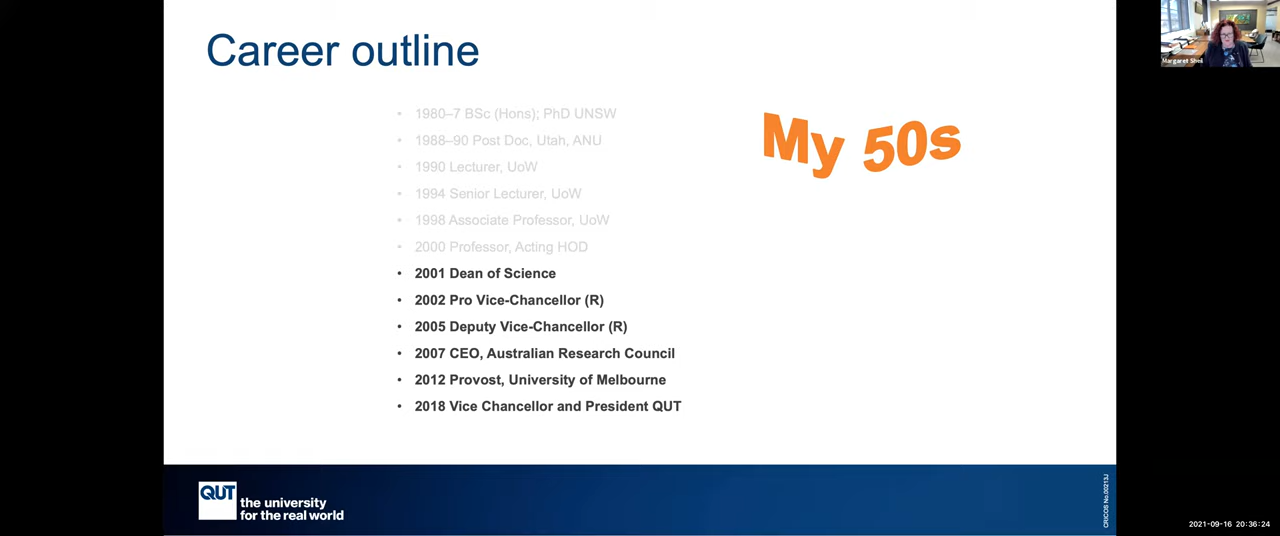 Career outline
• 1980–7 BSc (Hons); PhD UNSW
• 1988–90 Post Doc, Utah, ANU
• 1990 Lecturer, UoW
• 1994 Senior Lecturer, UoW
• 1998 Associate Professor, UoW
• 2000 Professor, Acting HOD
• 2001 Dean of Science
• 2002 Pro Vice-Chancellor (R)
• 2005 Deputy Vice-Chancellor (R)
• 2007 CEO, Australian Research Council
• 2012 Provost, University of Melbourne
• 2018 Vice Chancellor and President QUT
My 50s
Margaret Sheil
QUT
the university
for the real world
CRICOS No.00213J
2021-09-16 20:36:24